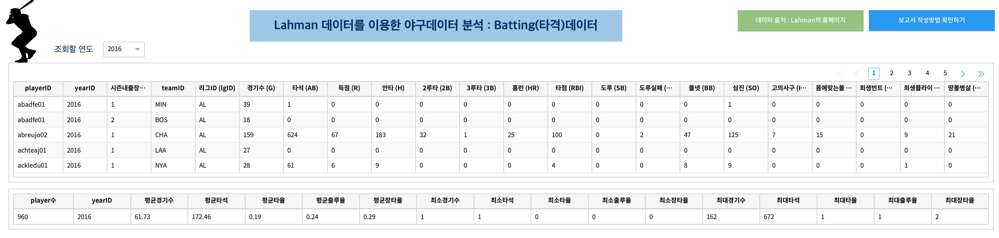 Lahman 데이터를 이용한 야구데이터 분석 : Batting(타격)데이터
데이터 출처 : Lahman의 홈페이지
보고서 작성방법 확인하기
조회할 연도 2016
1 2 3 4 5
playerID yearID 시즌내출장… teamID 리그ID (lgID) 경기수 (G) 타석 (AB) 득점 (R) 안타 (H) 2루타 (2B) 3루타 (3B) 홈런 (HR) 타점 (RBI) 도루 (SB) 도루실패 (… 볼넷 (BB) 삼진 (SO) 고의사구 (I… 몸에맞는볼 … 희생번트 (… 희생플라이 … 땅볼병살 (…
abadfe01 2016 1 MIN AL 39 1 0 0 0 0 0 0 0 0 0 1 0 0 0 0 0
abadfe01 2016 2 BOS AL 18 0 0 0 0 0 0 0 0 0 0 0 0 0 0 0 0
abreujo02 2016 1 CHA AL 159 624 67 183 32 1 25 100 0 2 47 125 7 15 0 9 21
achteaj01 2016 1 LAA AL 27 0 0 0 0 0 0 0 0 0 0 0 0 0 0 0 0
ackledu01 2016 1 NYA AL 28 61 6 9 0 0 0 4 0 0 8 9 0 0 0 1 0
player수 yearID 평균경기수 평균타석 평균타율 평균출루율 평균장타율 최소경기수 최소타석 최소타율 최소출루율 최소장타율 최대경기수 최대타석 최대타율 최대출루율 최대장타율
960 2016 61.73 172.46 0.19 0.24 0.29 1 1 0 0 0 162 672 1 1 2